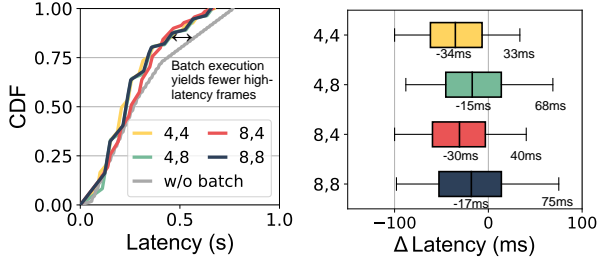 1.00
0.75
0.50
0.25
0.00
CDF
Batch execution
yields fewer high-
latency frames
4,4
8,4
4,8
8,8
w/o batch
0.0
0.5
1.0
Latency (s)
4,4
-34ms
33ms
4,8
-15ms
68ms
8,4
-30ms
40ms
8,8
-17ms
75ms
−100
0
100
Δ Latency (ms)